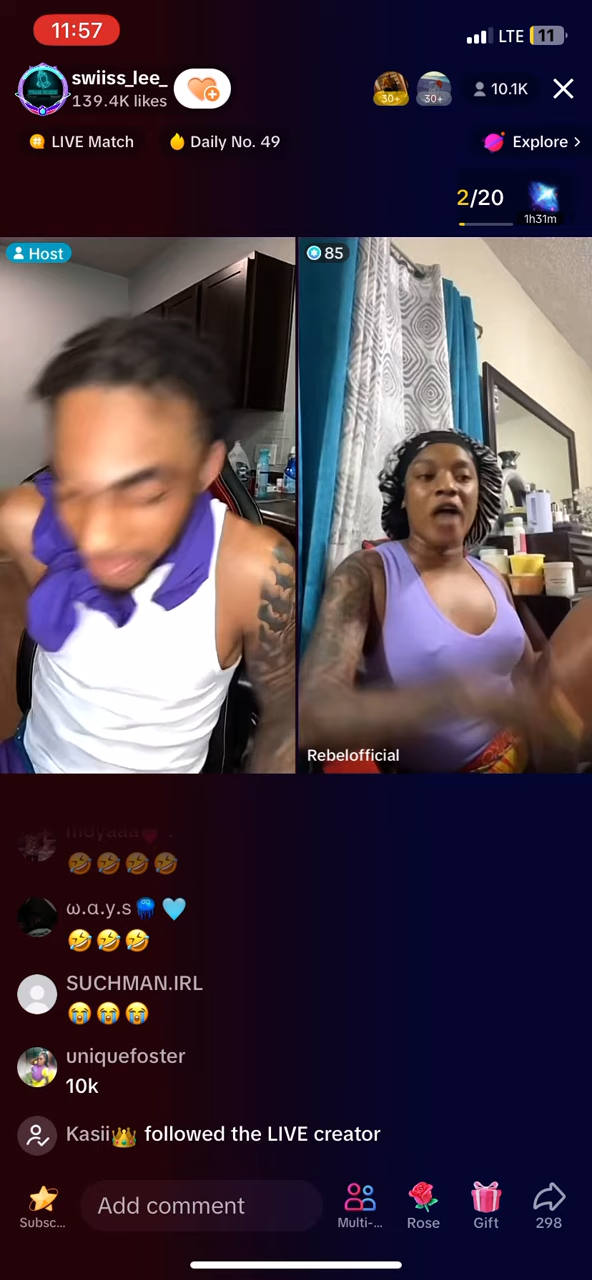 11:57
LTE 11
swiiss_lee_
139.4K likes
30+
30+
10.1K
LIVE Match
Daily No. 49
Explore >
2/20
1h31m
Host
85
Rebelofficial
🤣🤣🤣🤣
ω.α.y.s🪼🩵
🤣🤣🤣
SUCHMAN.IRL
😭😭😭
uniquefoster
10k
Kasii👑 followed the LIVE creator
Subsc...
Add comment
Multi-...
Rose
Gift
298